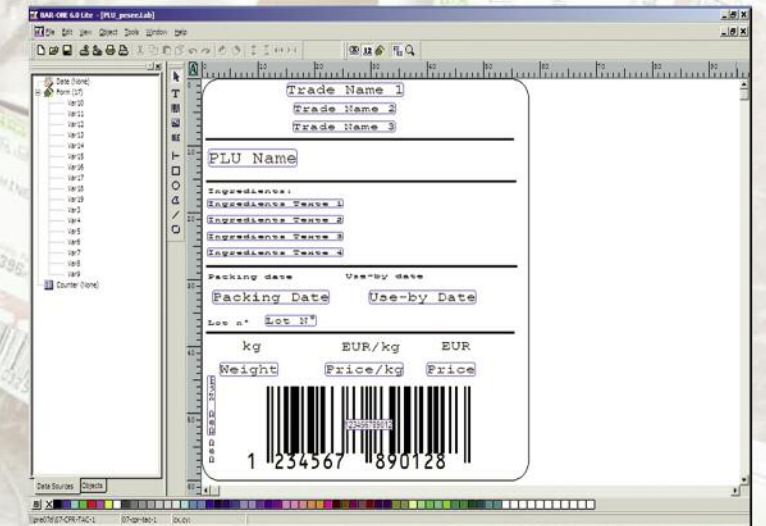 BAR-ONE 6.0 Lite - [PLU_pesee.Lab]
File Edit View Object Tools Window Help
Date (None)
Form (17)
Var10
Var11
Var12
Var13
Var14
Var15
Var16
Var17
Var18
Var19
Var3
Var4
Var5
Var6
Var7
Var8
Var9
Counter (None)
Data Sources Objects
Trade Name 1
Trade Name 2
Trade Name 3
PLU Name
Ingredients:
Ingredients Texte 1
Ingredients Texte 2
Ingredients Texte 3
Ingredients Texte 4
Packing date Use-by date
Packing Date Use-by Date
Lot n° Lot N°
kg EUR/kg EUR
Weight Price/kg Price
123456789012
1 234567 890128